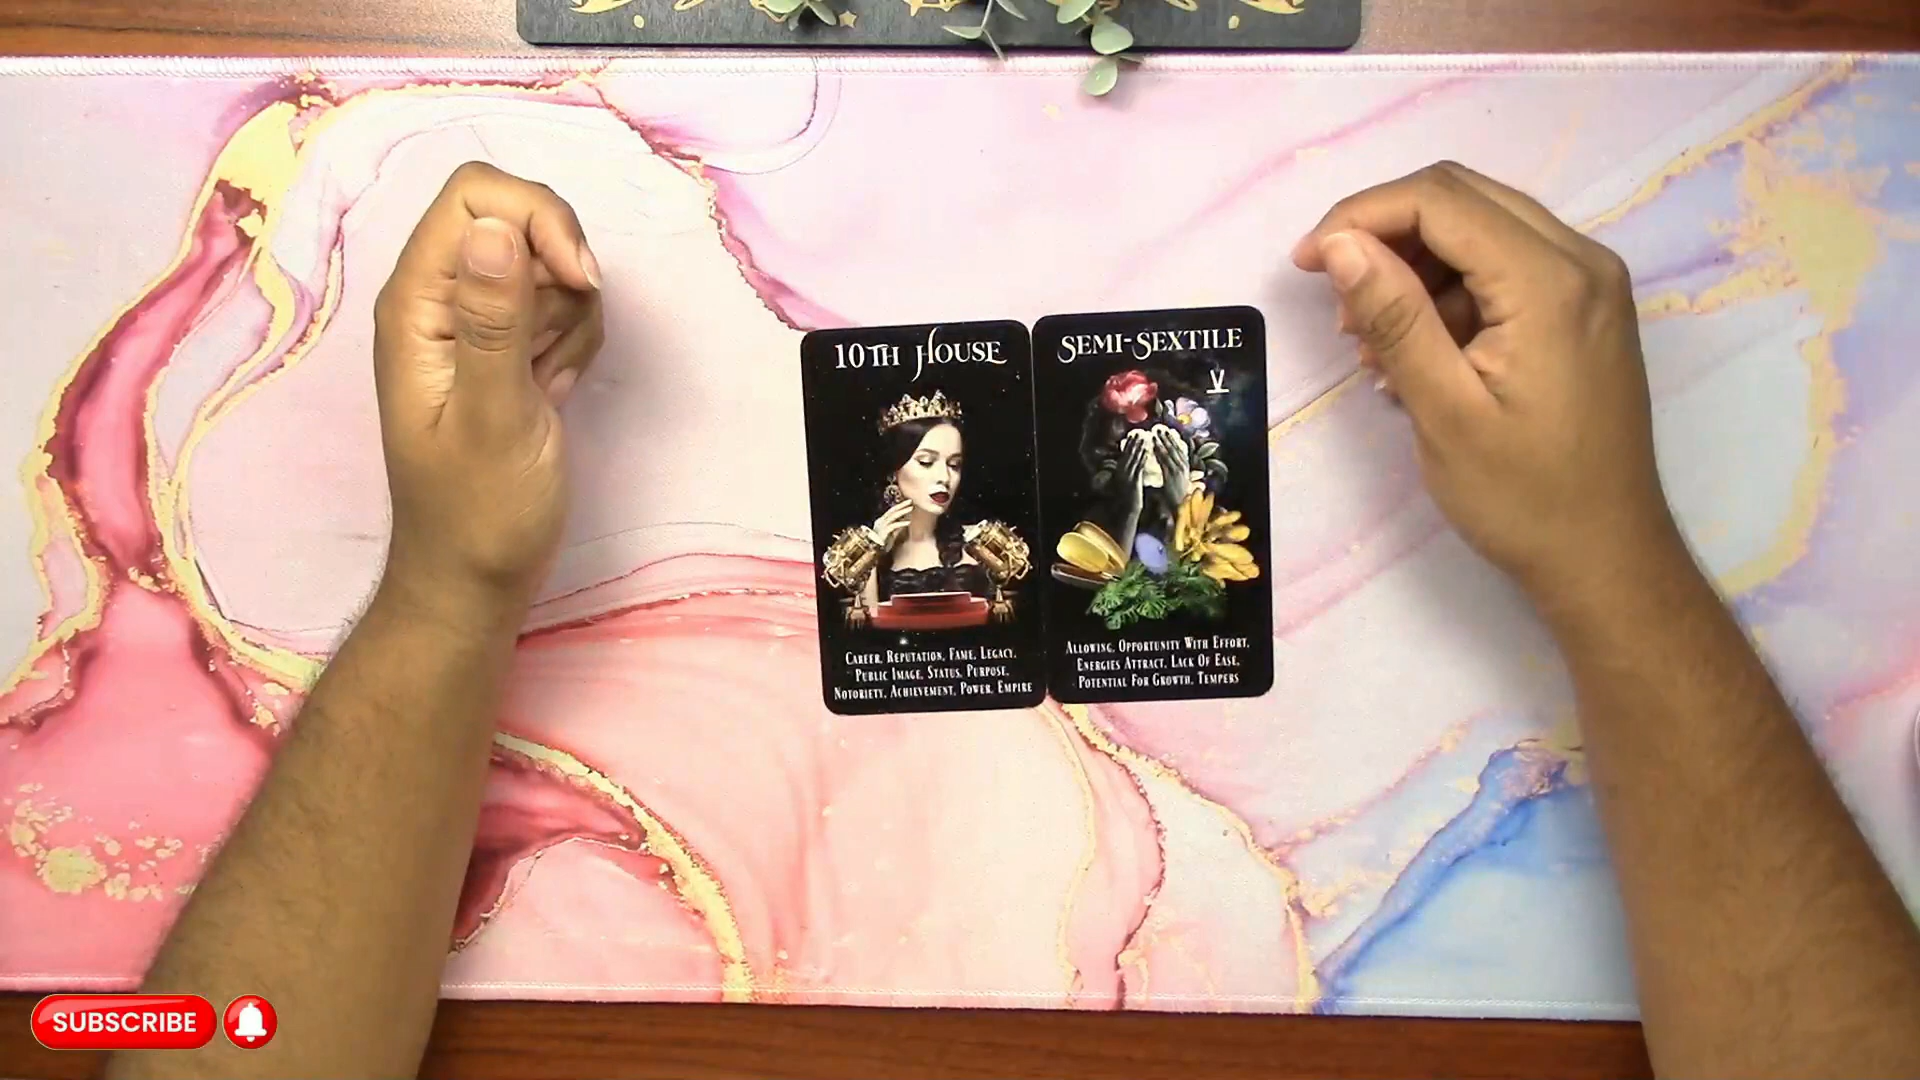 10TH HOUSE
CAREER, REPUTATION, FAME, LEGACY,
PUBLIC IMAGE, STATUS, PURPOSE,
NOTORIETY, ACHIEVEMENT, POWER, EMPIRE
SEMI-SEXTILE
ALLOWING, OPPORTUNITY WITH EFFORT,
ENERGIES ATTRACT, LACK OF EASE,
POTENTIAL FOR GROWTH, TEMPERS
SUBSCRIBE